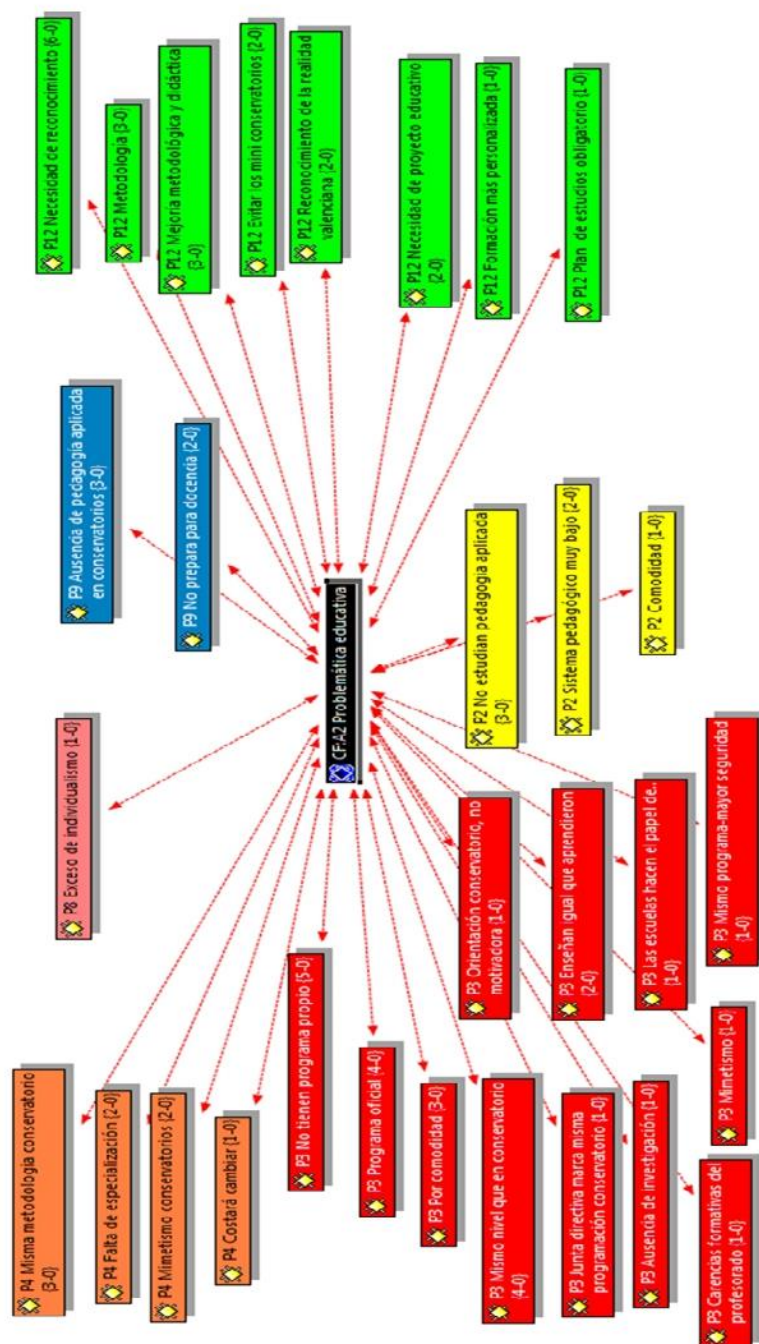 P4 Misma metodología conservatorio
{3-0}
P4 Falta de especialización {2-0}
P4 Mimetismo conservatorios {2-0}
P4 Costará cambiar {1-0}
P8 Exceso de individualismo {1-0}
P9 Ausencia de pedagogía aplicada
en conservatorios {3-0}
P9 No prepara para docencia {2-0}
P12 Necesidad de reconocimiento {6-0}
P12 Metodología {3-0}
P12 Mejoría metodológica y didáctica
{3-0}
P12 Evitar los mini conservatorios {2-0}
P12 Reconocimiento de la realidad
valenciana {2-0}
P12 Necesidad de proyecto educativo
{2-0}
P12 Formación más personalizada {1-0}
P12 Plan de estudios obligatorio {1-0}
CF:A2 Problemática educativa
P3 No tienen programa propio {5-0}
P3 Programa oficial {4-0}
P3 Por comodidad {3-0}
P3 Mismo nivel que en conservatorio
{4-0}
P3 Junta directiva marca misma
programación conservatorio {1-0}
P3 Ausencia de investigación {1-0}
P3 Carencias formativas del
profesorado {1-0}
P3 Orientación conservatorio, no
motivadora {1-0}
P3 Enseñan igual que aprendieron
{2-0}
P3 Las escuelas hacen el papel de..
{1-0}
P3 Mimetismo {1-0}
P3 Mismo programa-mayor seguridad
{1-0}
P2 No estudian pedagogía aplicada
{3-0}
P2 Sistema pedagógico muy bajo {2-0}
P2 Comodidad {1-0}